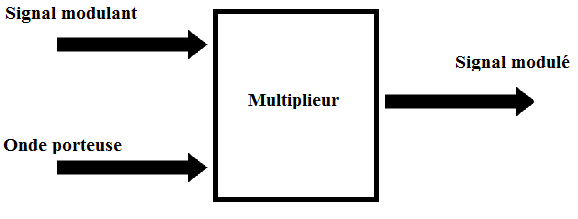 Signal modulant
Signal modulé
Multiplieur
Onde porteuse